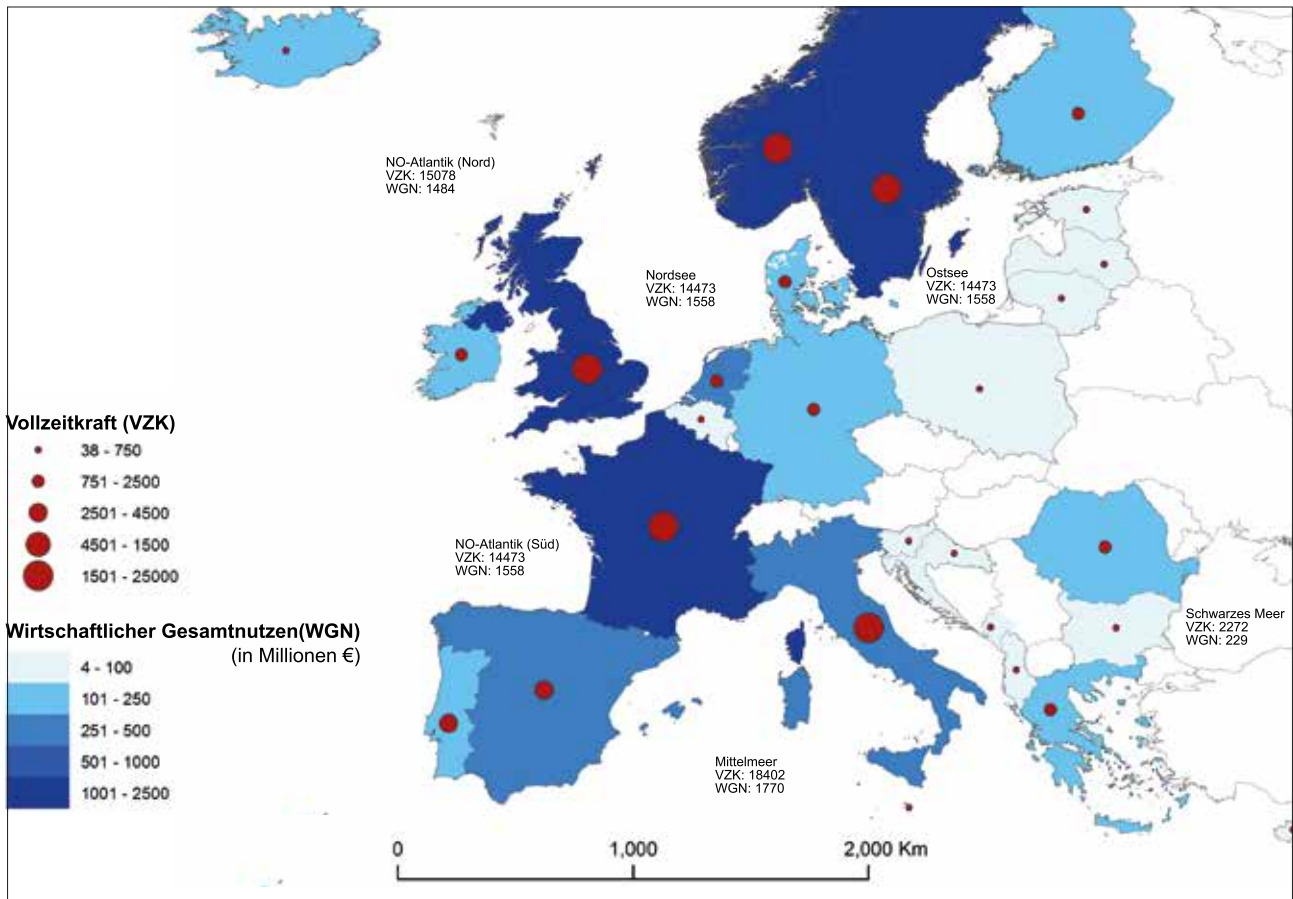 NO-Atlantik (Nord)
VZK: 15078
WGN: 1484
Nordsee
VZK: 14473
WGN: 1558
Ostsee
VZK: 14473
WGN: 1558
Vollzeitkraft (VZK)
38 - 750
751 - 2500
2501 - 4500
4501 - 1500
1501 - 25000
NO-Atlantik (Süd)
VZK: 14473
WGN: 1558
Wirtschaftlicher Gesamtnutzen(WGN)
(in Millionen €)
4 - 100
101 - 250
251 - 500
501 - 1000
1001 - 2500
Schwarzes Meer
VZK: 2272
WGN: 229
Mittelmeer
VZK: 18402
WGN: 1770
0 1,000 2,000 Km